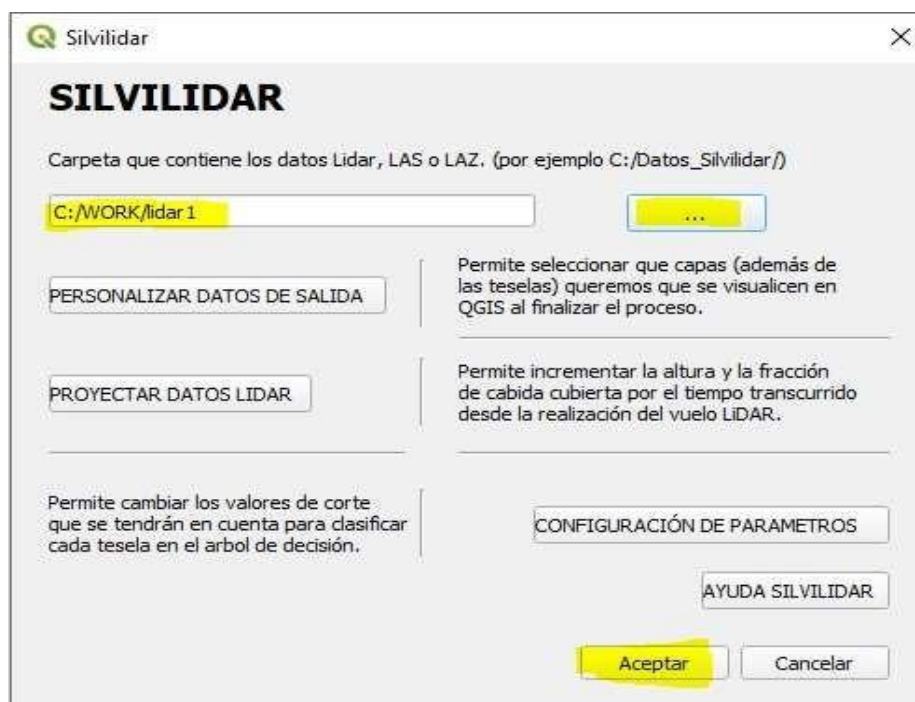 Silvilidar
SILVILIDAR
Carpeta que contiene los datos Lidar, LAS o LAZ. (por ejemplo C:/Datos_Silvilidar/)
C:/WORK/lidar1
...
PERSONALIZAR DATOS DE SALIDA
Permite seleccionar que capas (además de
las teselas) queremos que se visualicen en
QGIS al finalizar el proceso.
PROYECTAR DATOS LIDAR
Permite incrementar la altura y la fracción
de cabida cubierta por el tiempo transcurrido
desde la realización del vuelo LiDAR.
Permite cambiar los valores de corte
que se tendrán en cuenta para clasificar
cada tesela en el arbol de decisión.
CONFIGURACIÓN DE PARAMETROS
AYUDA SILVILIDAR
Aceptar
Cancelar